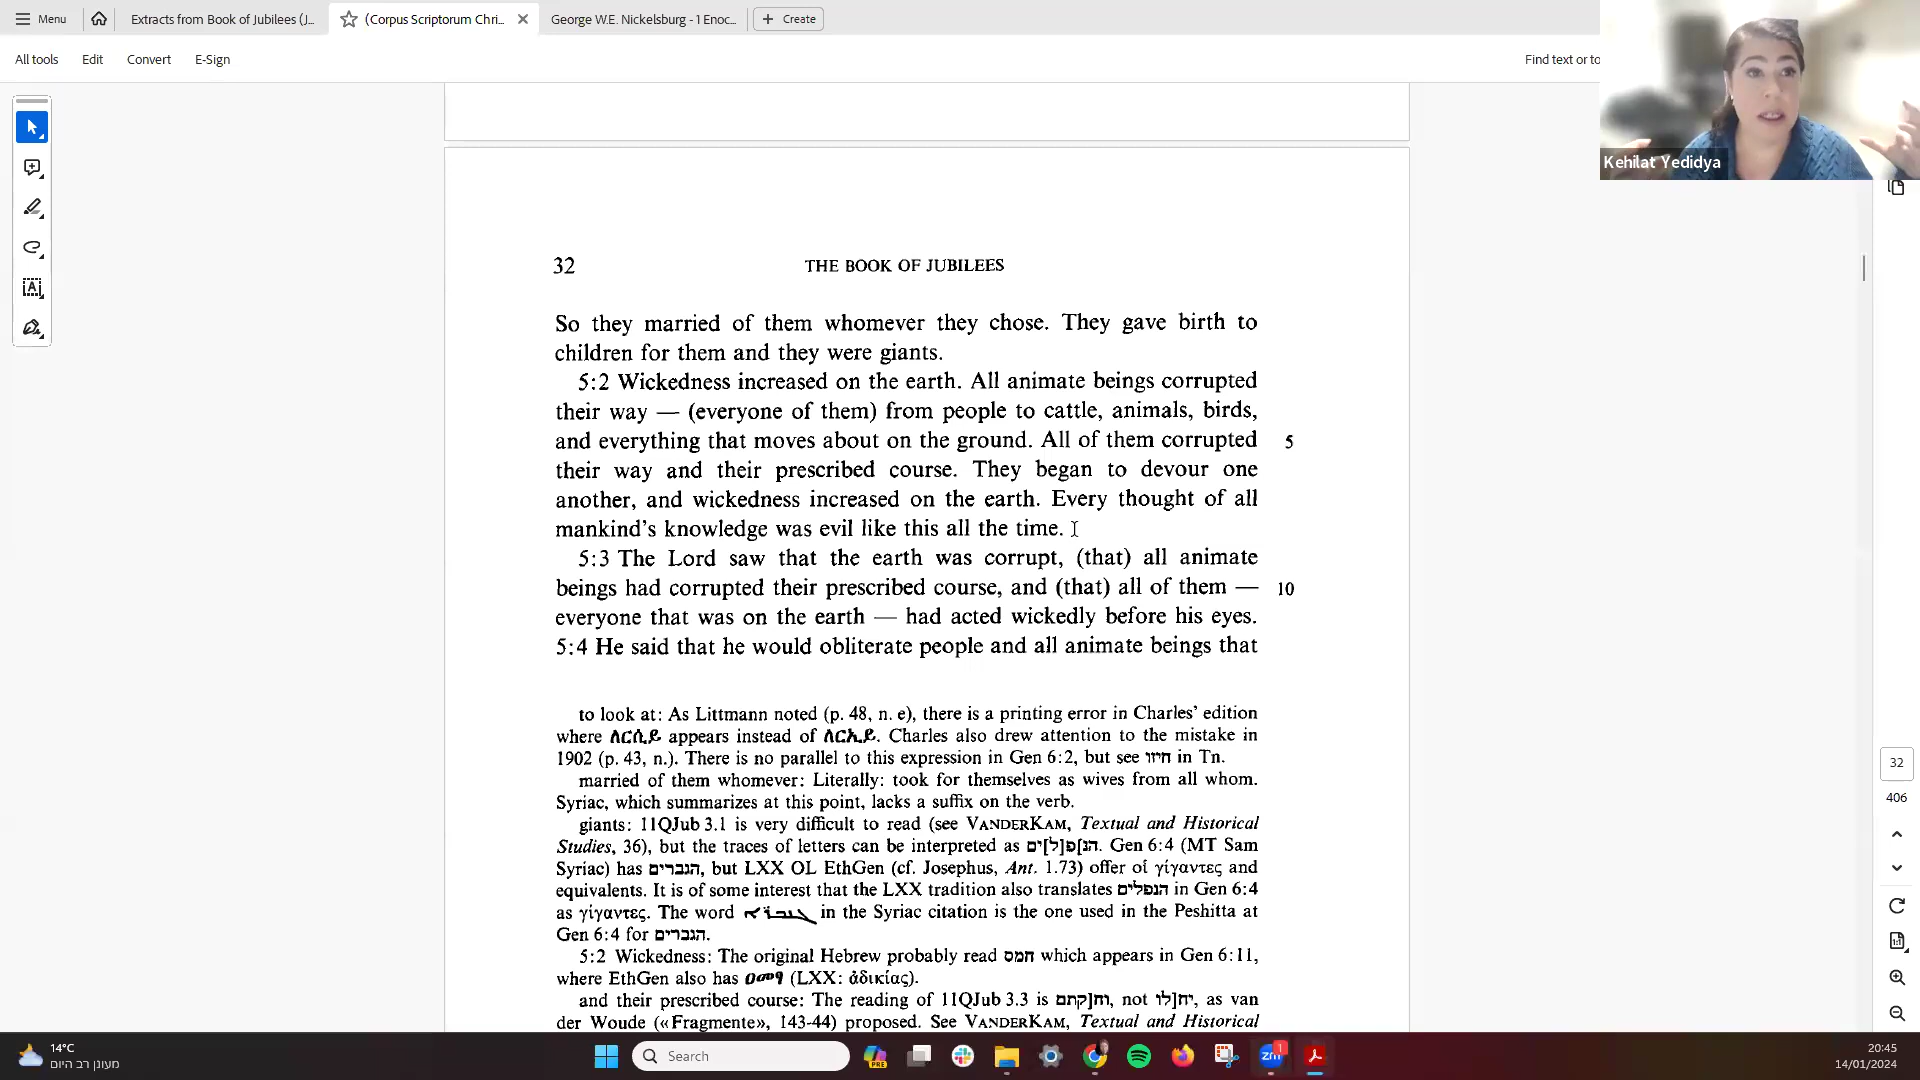 Menu
Extracts from Book of Jubilees (J...
(Corpus Scriptorum Chri...
George W.E. Nickelsburg - 1 Enoc...
Create
All tools
Edit
Convert
E-Sign
Find text or to
Kehilat Yedidya
32 THE BOOK OF JUBILEES
So they married of them whomever they chose. They gave birth to
children for them and they were giants.
5:2 Wickedness increased on the earth. All animate beings corrupted
their way — (everyone of them) from people to cattle, animals, birds,
and everything that moves about on the ground. All of them corrupted 5
their way and their prescribed course. They began to devour one
another, and wickedness increased on the earth. Every thought of all
mankind's knowledge was evil like this all the time.
5:3 The Lord saw that the earth was corrupt, (that) all animate
beings had corrupted their prescribed course, and (that) all of them — 10
everyone that was on the earth — had acted wickedly before his eyes.
5:4 He said that he would obliterate people and all animate beings that
to look at: As Littmann noted (p. 48, n. e), there is a printing error in Charles' edition
where ለርሲይ appears instead of ለርእይ. Charles also drew attention to the mistake in
1902 (p. 43, n.). There is no parallel to this expression in Gen 6:2, but see חיזו in Tn.
married of them whomever: Literally: took for themselves as wives from all whom.
Syriac, which summarizes at this point, lacks a suffix on the verb.
giants: 11QJub 3.1 is very difficult to read (see VANDERKAM, Textual and Historical
Studies, 36), but the traces of letters can be interpreted as הנ]פ[ל]ים. Gen 6:4 (MT Sam
Syriac) has הגברים, but LXX OL EthGen (cf. Josephus, Ant. 1.73) offer οἱ γίγαντες and
equivalents. It is of some interest that the LXX tradition also translates הנפלים in Gen 6:4
as γίγαντες. The word in the Syriac citation is the one used in the Peshitta at
Gen 6:4 for הגברים.
5:2 Wickedness: The original Hebrew probably read חמס which appears in Gen 6:11,
where EthGen also has ዐመፃ (LXX: ἀδικίας).
and their prescribed course: The reading of 11QJub 3.3 is וח]קתם, not יח]לו, as van
der Woude («Fragmente», 143-44) proposed. See VANDERKAM, Textual and Historical
32
406
14°C
מעונן רב היום
Search
20:45
14/01/2024